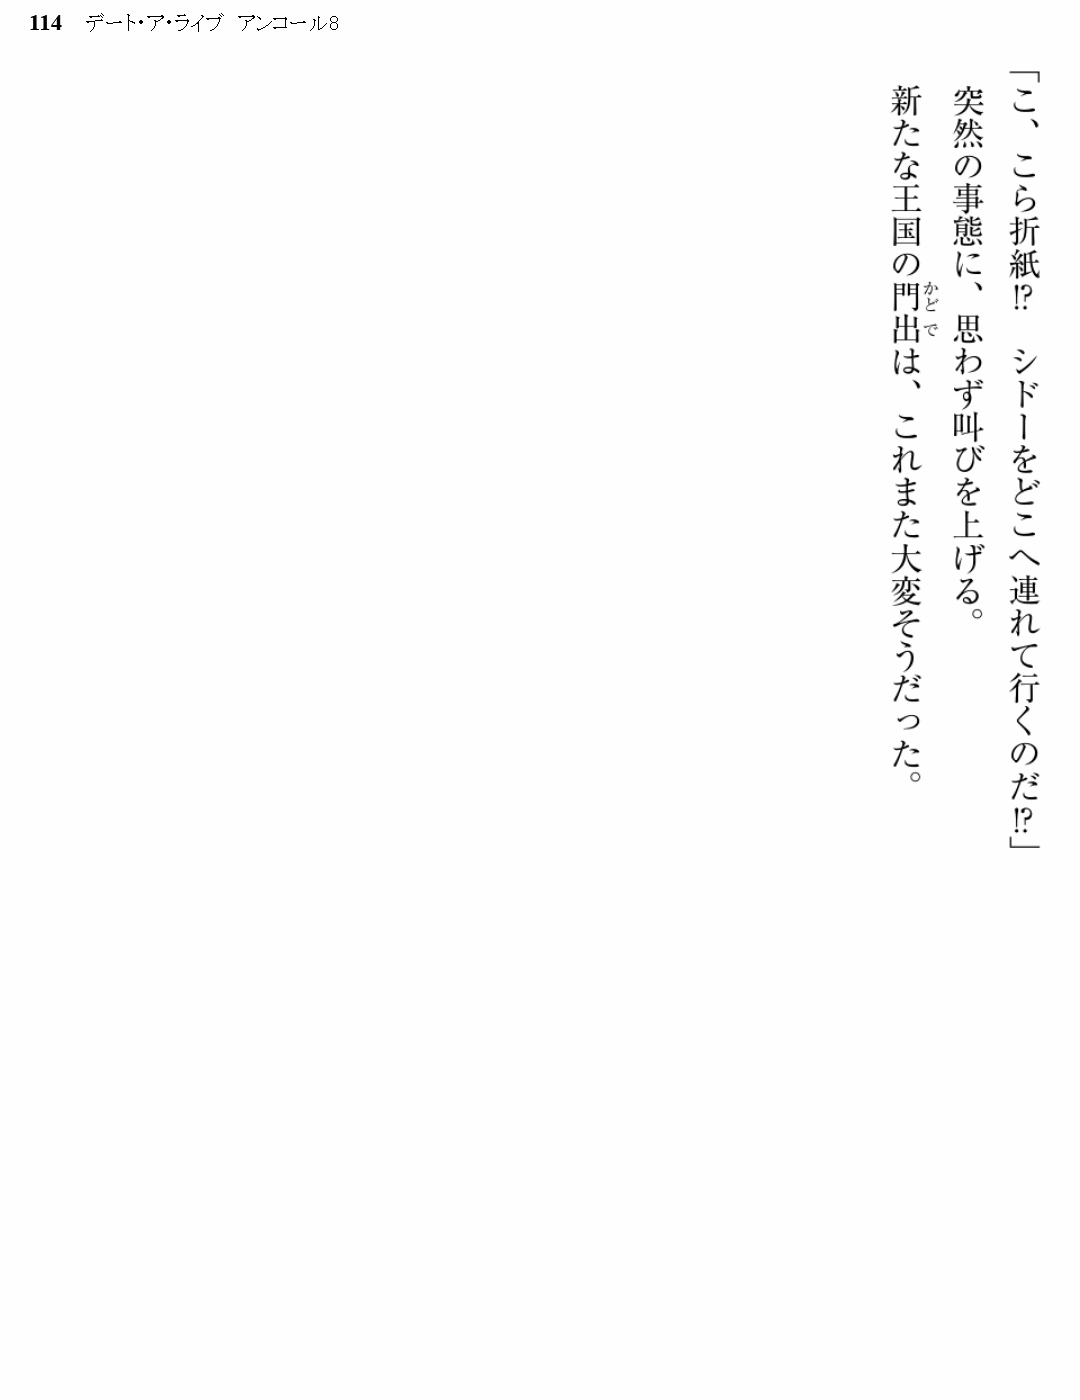 114 デート・ア・ライブ アンコール8
「こ、こら折紙!? シドーをどこへ連れて行くのだ!?」
突然の事態に、思わず叫びを上げる。
新たな王国の門出は、これまた大変そうだった。
かどで